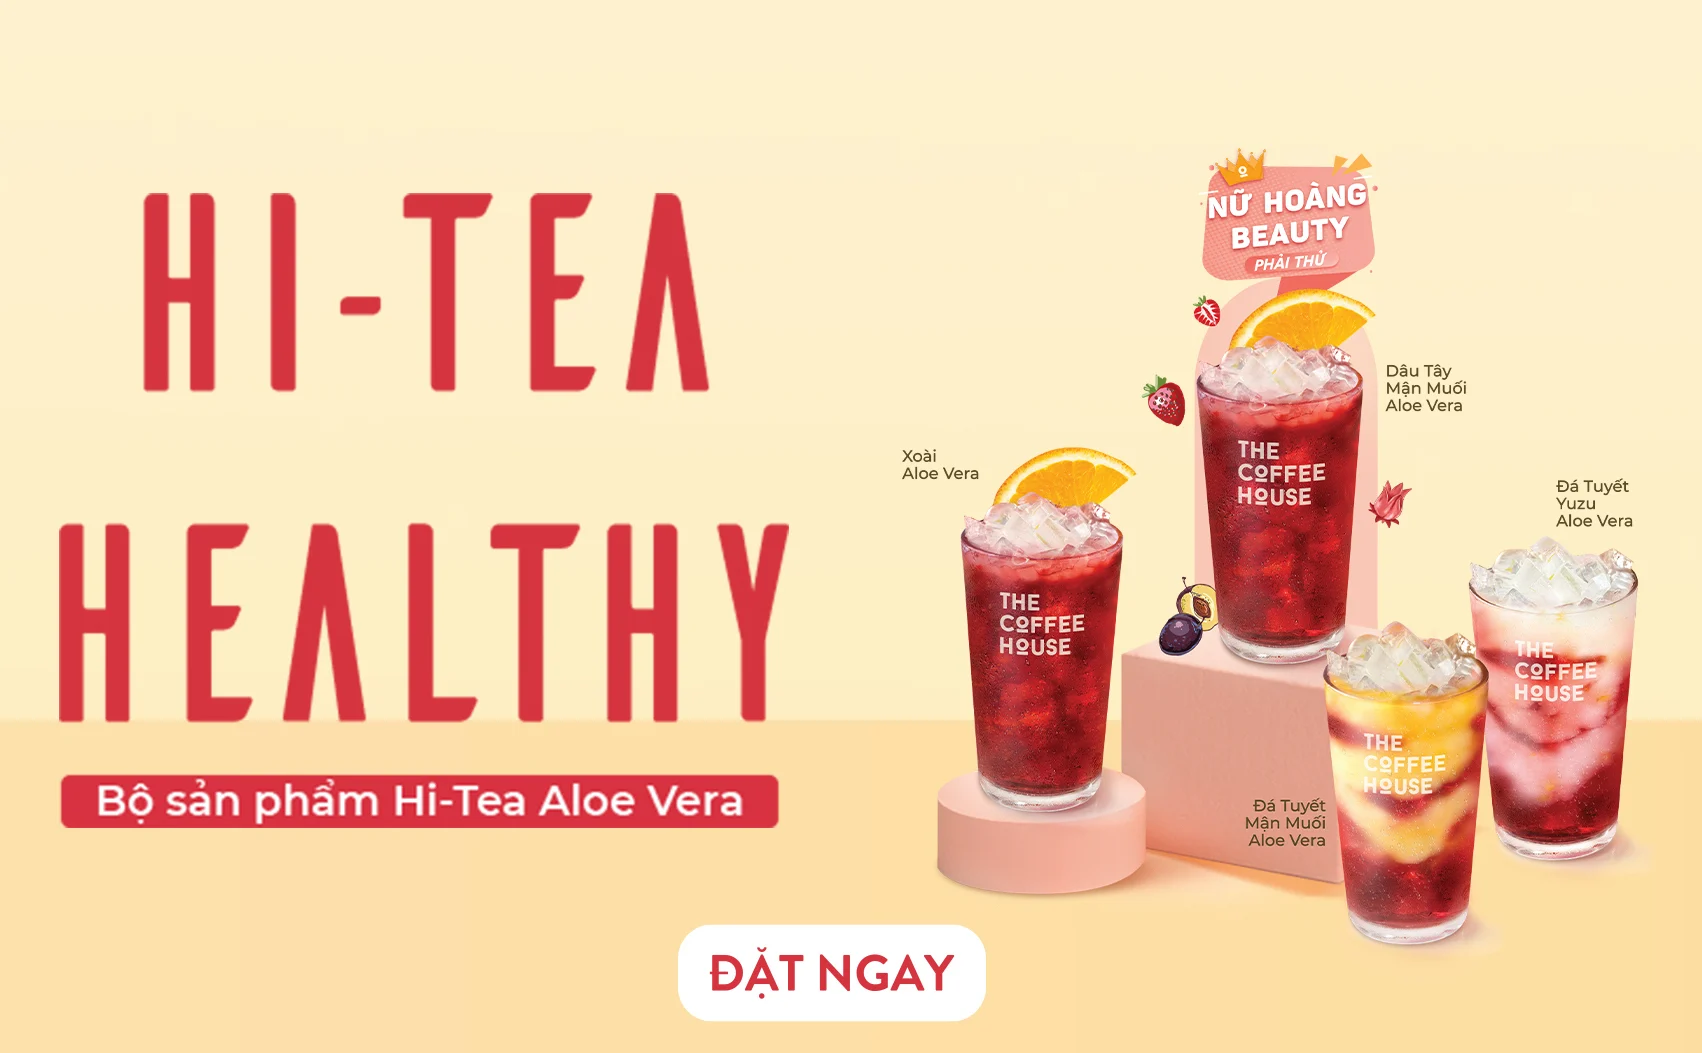 HI-TEA
HEALTHY
Bộ sản phẩm Hi-Tea Aloe Vera
NỮ HOÀNG
BEAUTY
PHẢI THỬ
Dâu Tây
Mận Muối
Aloe Vera
Xoài
Aloe Vera
Đá Tuyết
Yuzu
Aloe Vera
THE
COFFEE
HOUSE
THE
COFFEE
HOUSE
THE
COFFEE
HOUSE
THE
COFFEE
HOUSE
Đá Tuyết
Mận Muối
Aloe Vera
ĐẶT NGAY